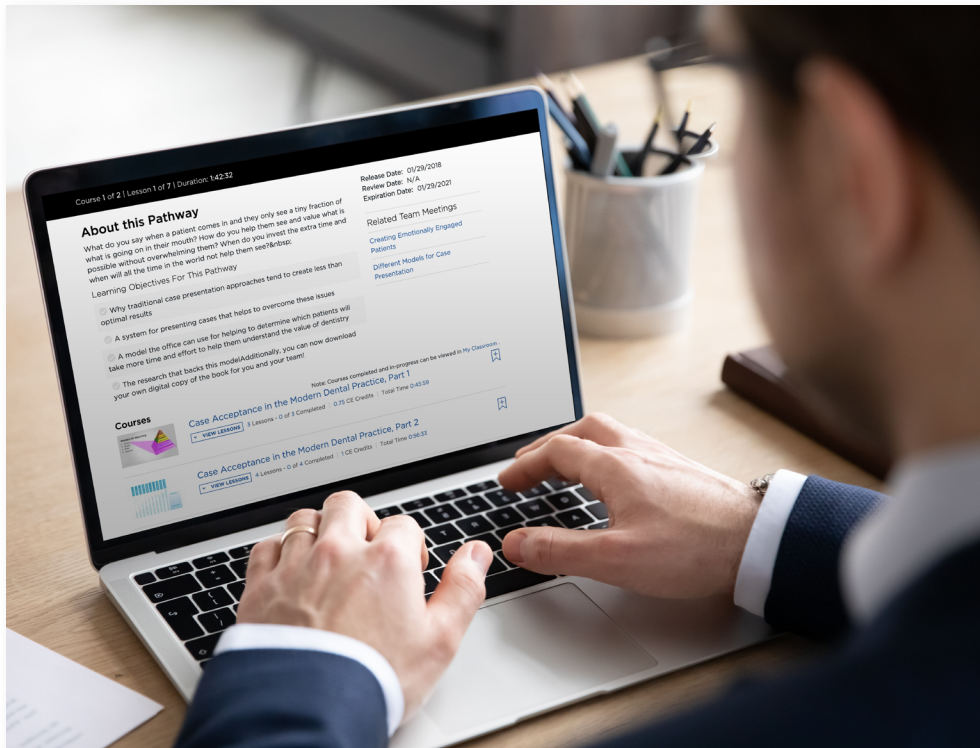 Course 1 of 2 | Lesson 1 of 7 | Duration: 1:42:32
About this Pathway
What do you say when a patient comes in and they only see a tiny fraction of
what is going on in their mouth? How do you help them see and value what is
possible without overwhelming them? When do you invest the extra time and
when will all the time in the world not help them see?&nbsp;
Learning Objectives For This Pathway
Why traditional case presentation approaches tend to create less than
optimal results
A system for presenting cases that helps to overcome these issues
A model the office can use for helping to determine which patients will
take more time and effort to help them understand the value of dentistry
The research that backs this modelAdditionally, you can now download
your own digital copy of the book for you and your team!
Release Date: 01/29/2018
Review Date: N/A
Expiration Date: 01/29/2021
Related Team Meetings
Creating Emotionally Engaged
Patients
Different Models for Case
Presentation
Note: Courses completed and in-progress can be viewed in My Classroom .
Courses
Case Acceptance in the Modern Dental Practice, Part 1
VIEW LESSONS 3 Lessons - 0 of 3 Completed | 0.75 CE Credits | Total Time 0:45:59
Case Acceptance in the Modern Dental Practice, Part 2
VIEW LESSONS 4 Lessons - 0 of 4 Completed | 1 CE Credits | Total Time 0:56:33